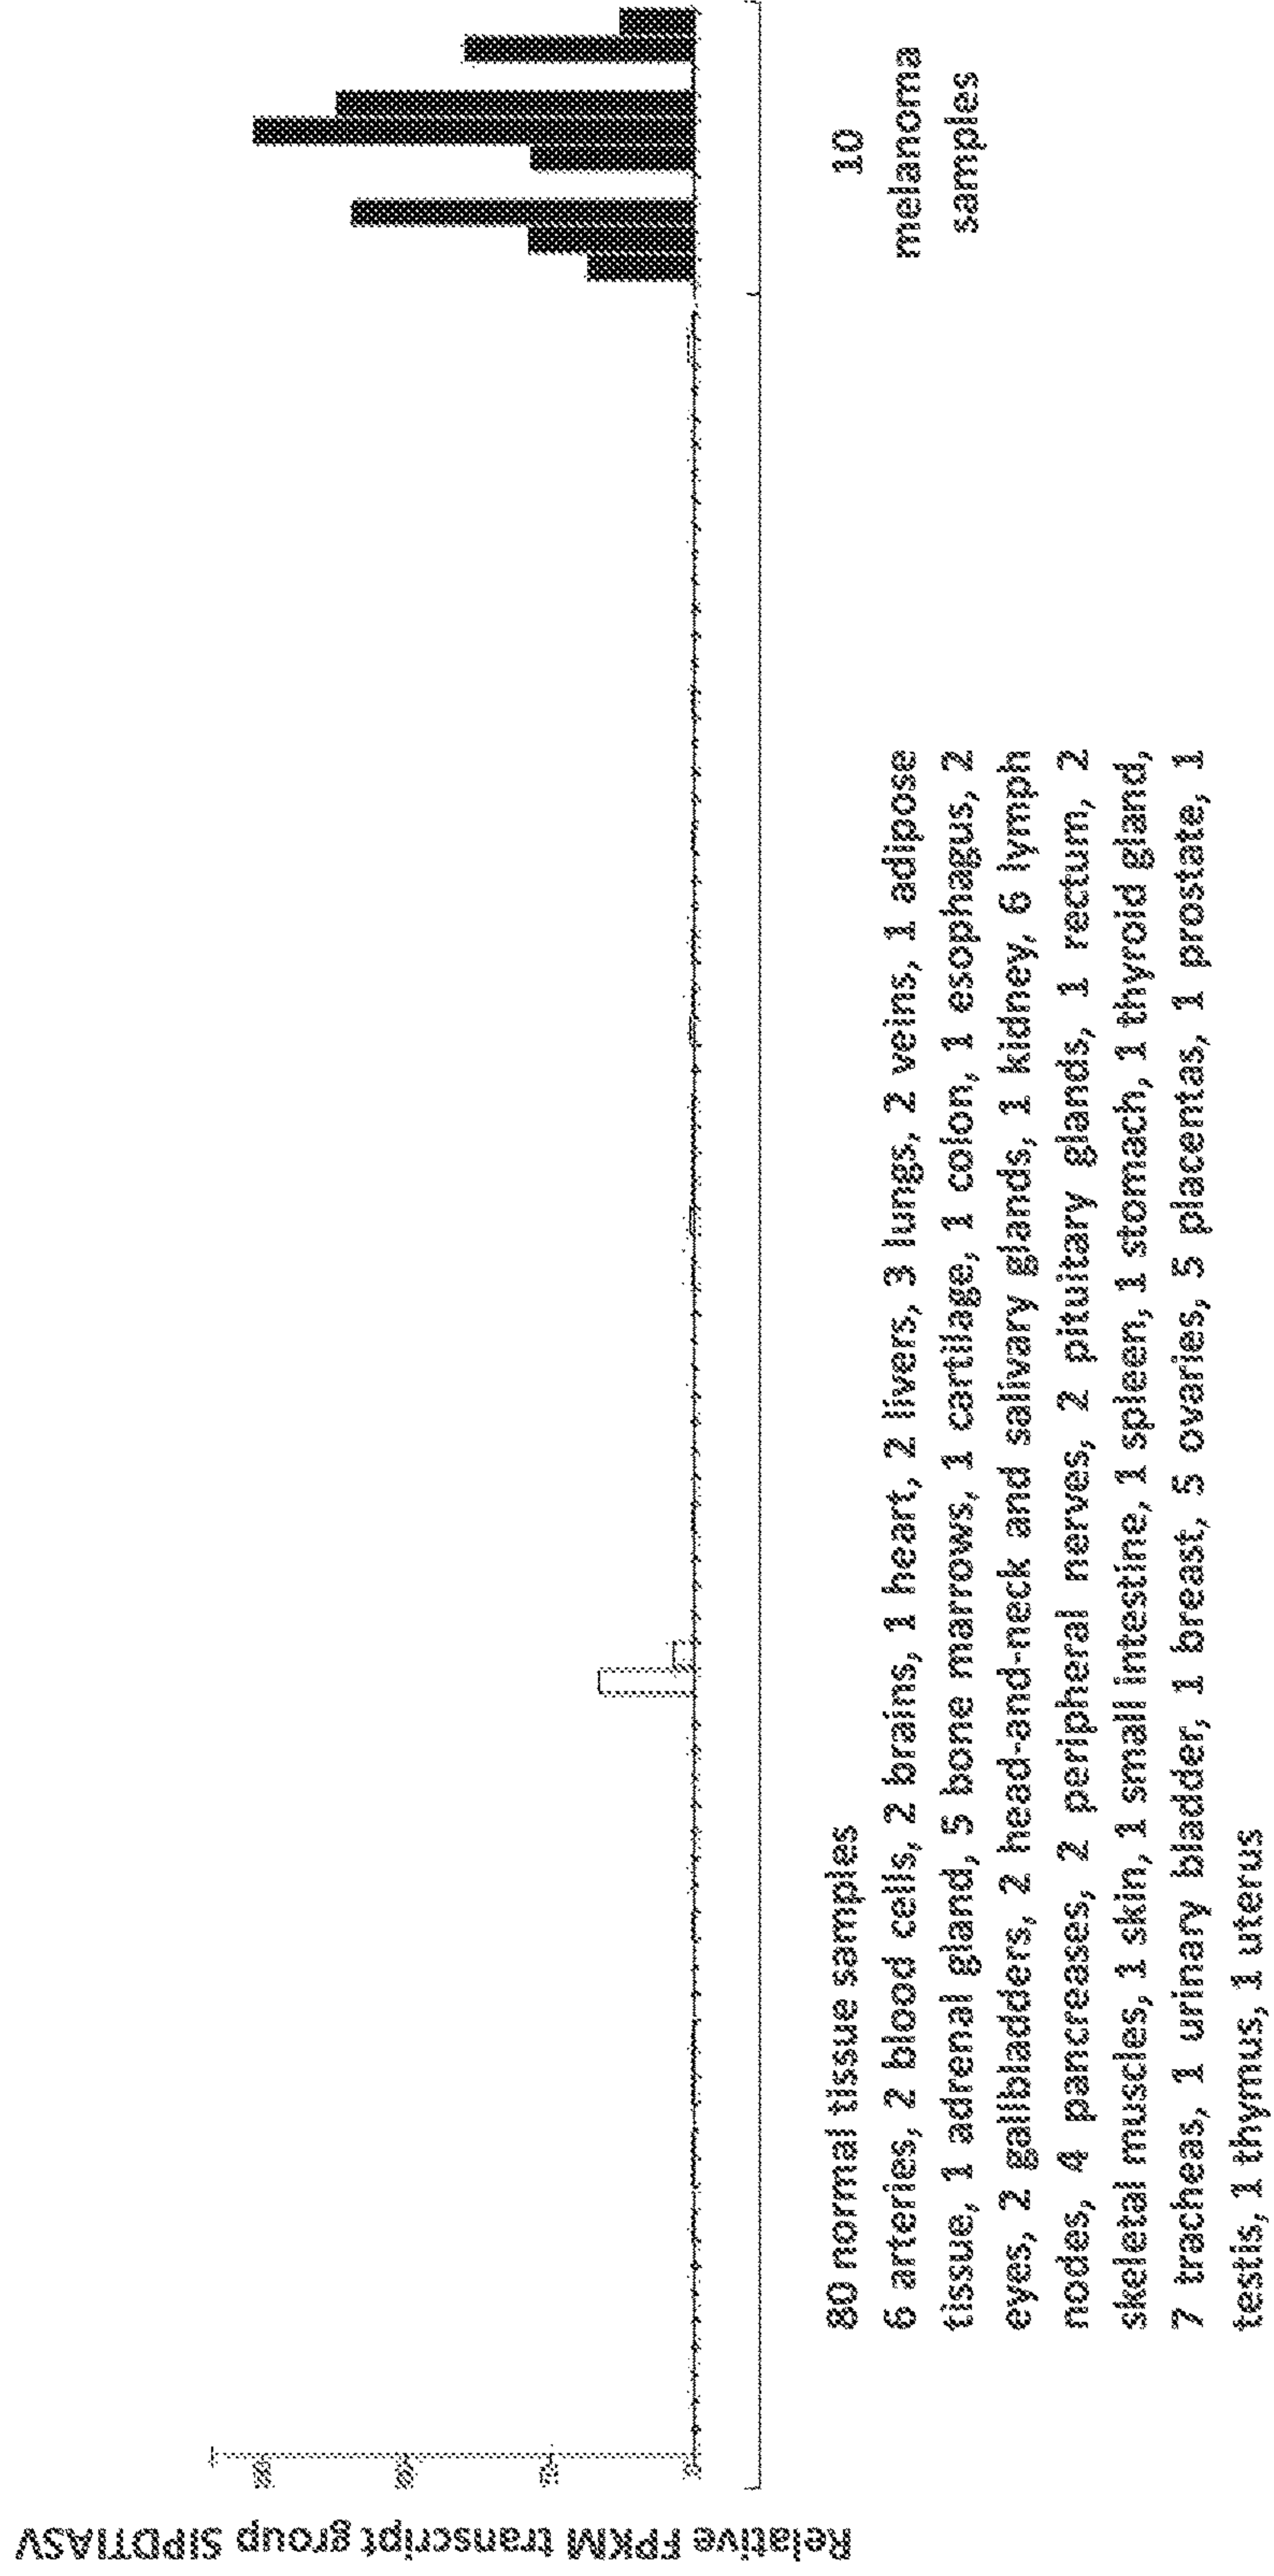 Relative FPKM transcript group SIPDTIASV
0
80 normal tissue samples
6 arteries, 2 blood cells, 2 brains, 1 heart, 2 livers, 3 lungs, 2 veins, 1 adipose
tissue, 1 adrenal gland, 5 bone marrows, 1 cartilage, 1 colon, 1 esophagus, 2
eyes, 2 gallbladders, 2 head-and-neck and salivary glands, 1 kidney, 6 lymph
nodes, 4 pancreases, 2 peripheral nerves, 2 pituitary glands, 1 rectum, 2
skeletal muscles, 1 skin, 1 small intestine, 1 spleen, 1 stomach, 1 thyroid gland,
7 tracheas, 1 urinary bladder, 1 breast, 5 ovaries, 5 placentas, 1 prostate, 1
testis, 1 thymus, 1 uterus
10
melanoma
samples